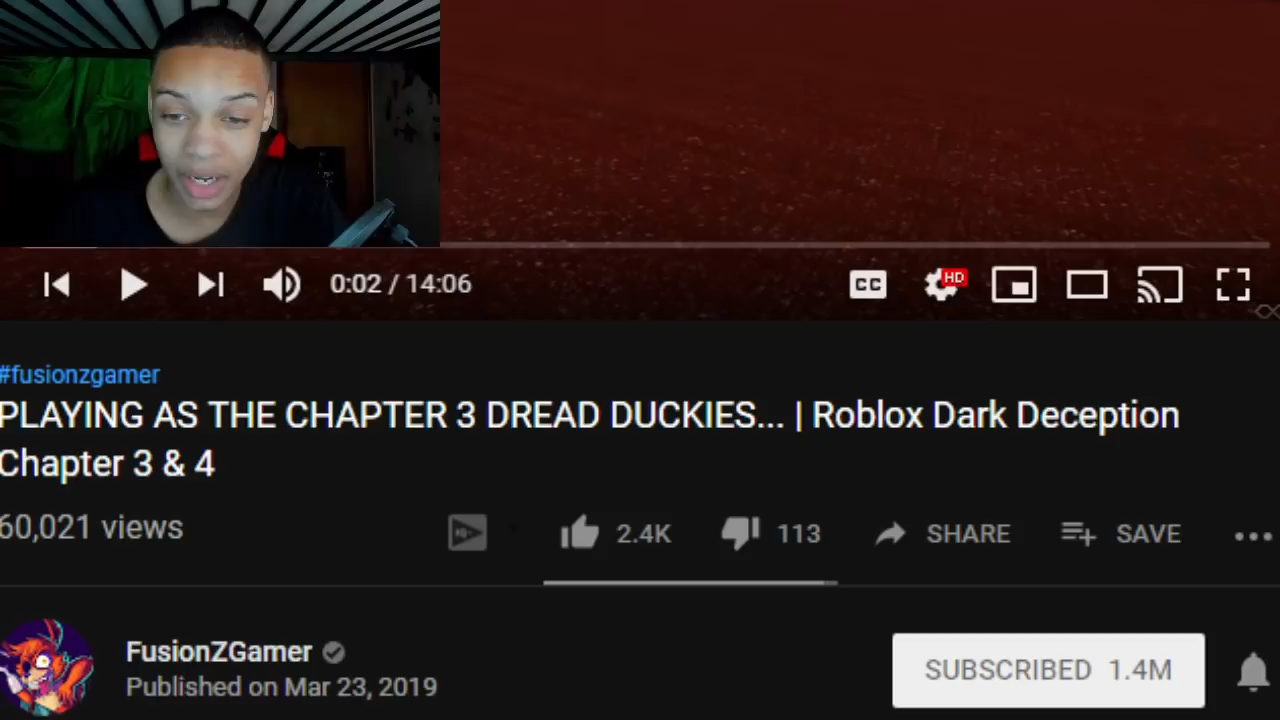 0:02 / 14:06
CC
HD
#fusionzgamer
PLAYING AS THE CHAPTER 3 DREAD DUCKIES... | Roblox Dark Deception
Chapter 3 & 4
60,021 views
2.4K
113
SHARE
SAVE
FusionZGamer
Published on Mar 23, 2019
SUBSCRIBED 1.4M